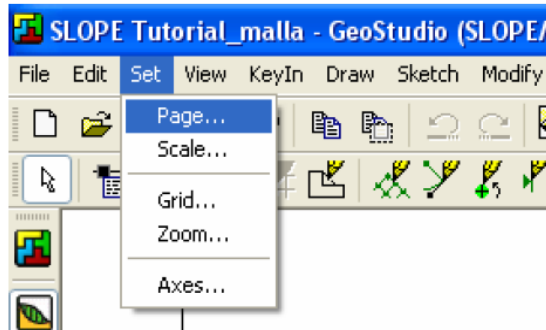 SLOPE Tutorial_malla - GeoStudio (SLOPE/
File Edit Set View KeyIn Draw Sketch Modify
Page...
Scale...
Grid...
Zoom...
Axes...